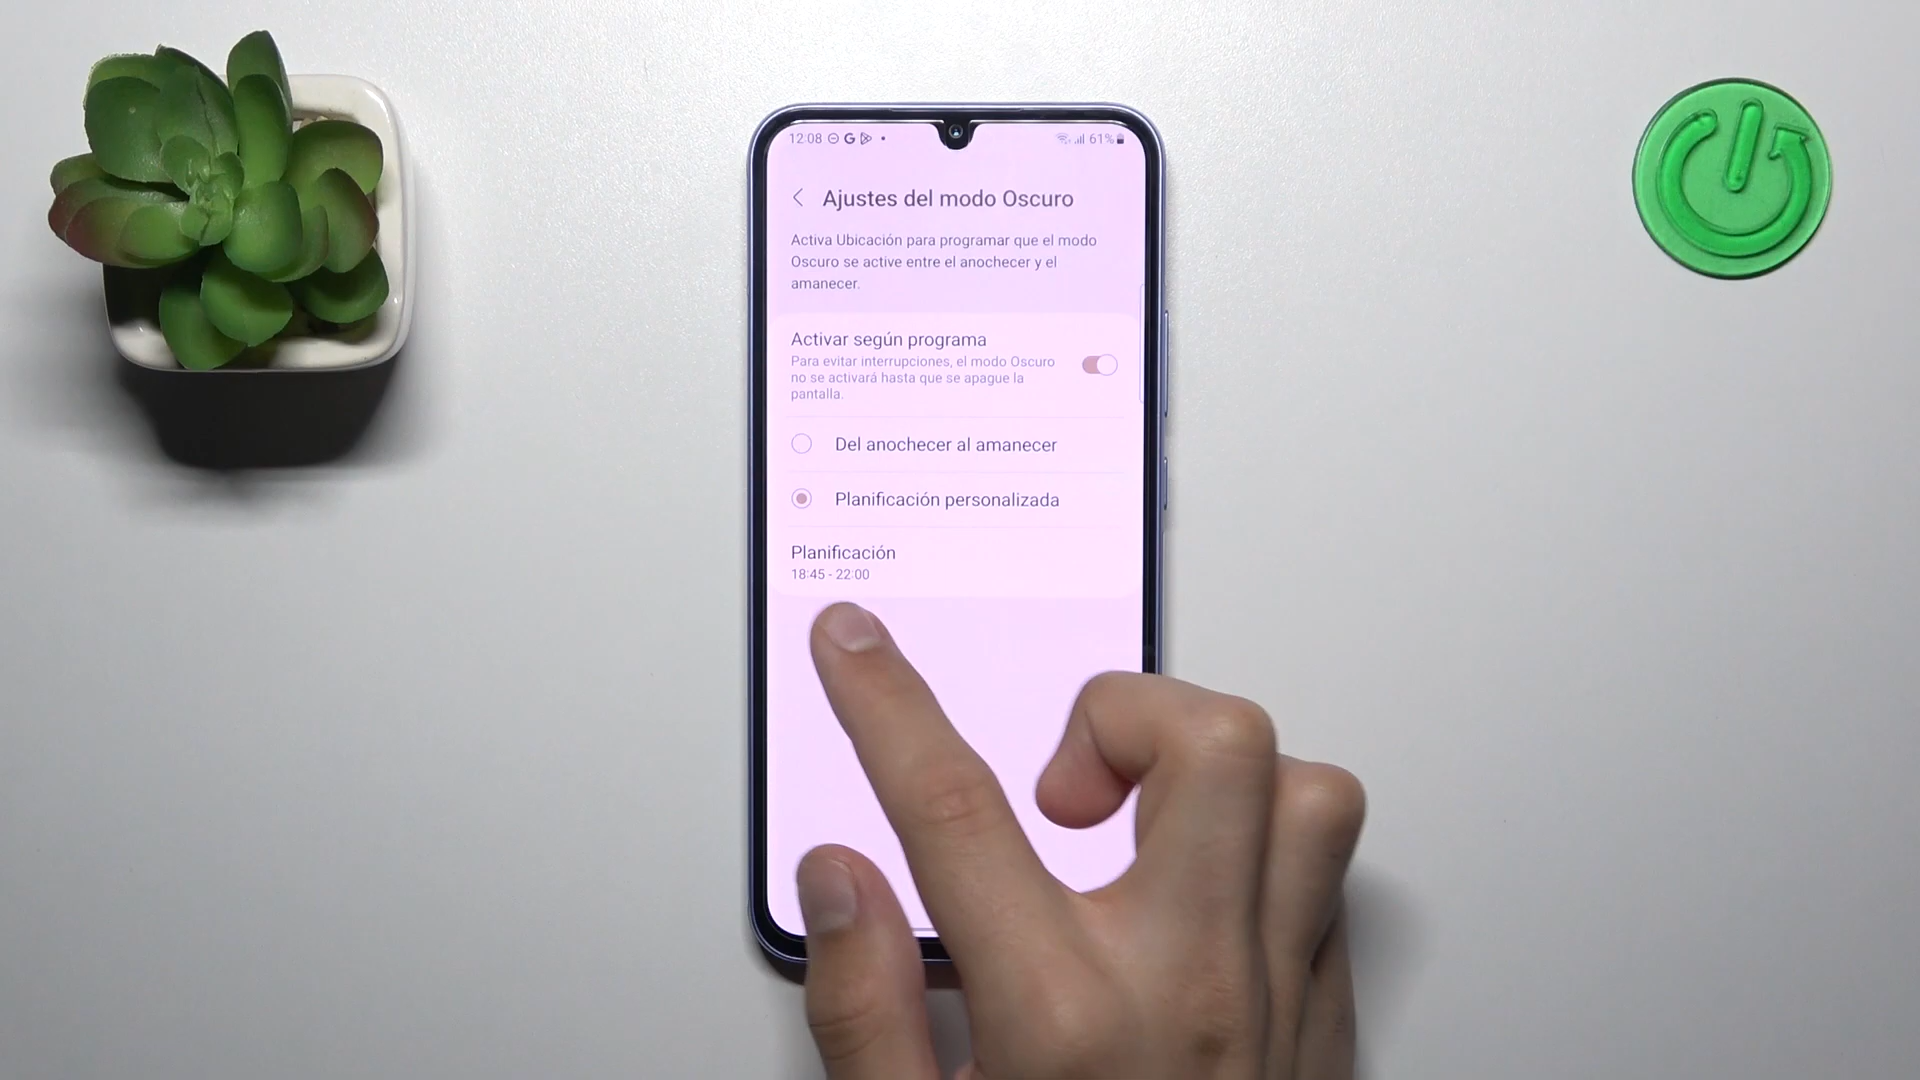 12:08 G 61%
Ajustes del modo Oscuro
Activa Ubicación para programar que el modo
Oscuro se active entre el anochecer y el
amanecer.
Activar según programa
Para evitar interrupciones, el modo Oscuro
no se activará hasta que se apague la
pantalla.
Del anochecer al amanecer
Planificación personalizada
Planificación
18:45 - 22:00